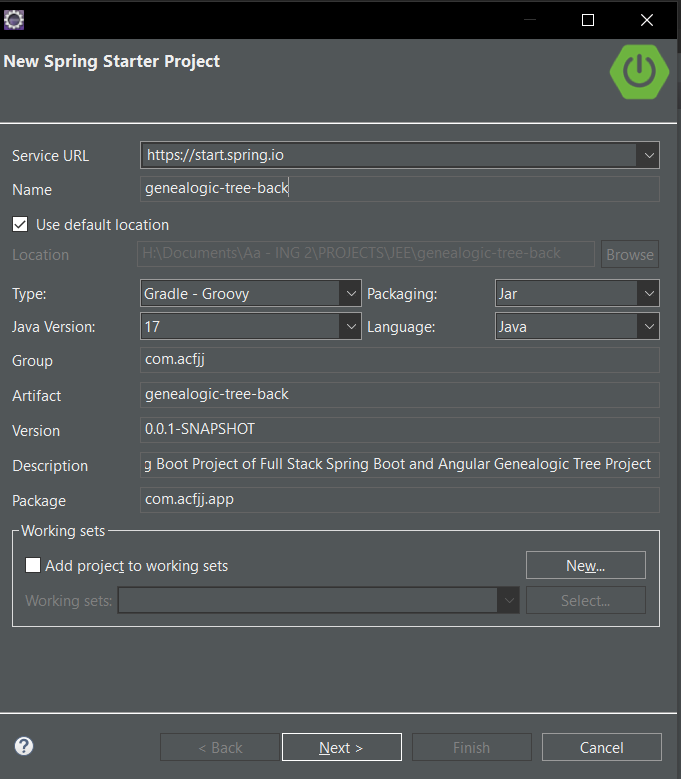 New Spring Starter Project
Service URL https://start.spring.io
Name genealogic-tree-back
Use default location
Location H:\Documents\Aa - ING 2\PROJECTS\JEE\genealogic-tree-back Browse
Type: Gradle - Groovy Packaging: Jar
Java Version: 17 Language: Java
Group com.acfjj
Artifact genealogic-tree-back
Version 0.0.1-SNAPSHOT
Description g Boot Project of Full Stack Spring Boot and Angular Genealogic Tree Project
Package com.acfjj.app
Working sets
Add project to working sets New...
Working sets: Select...
? < Back Next > Finish Cancel